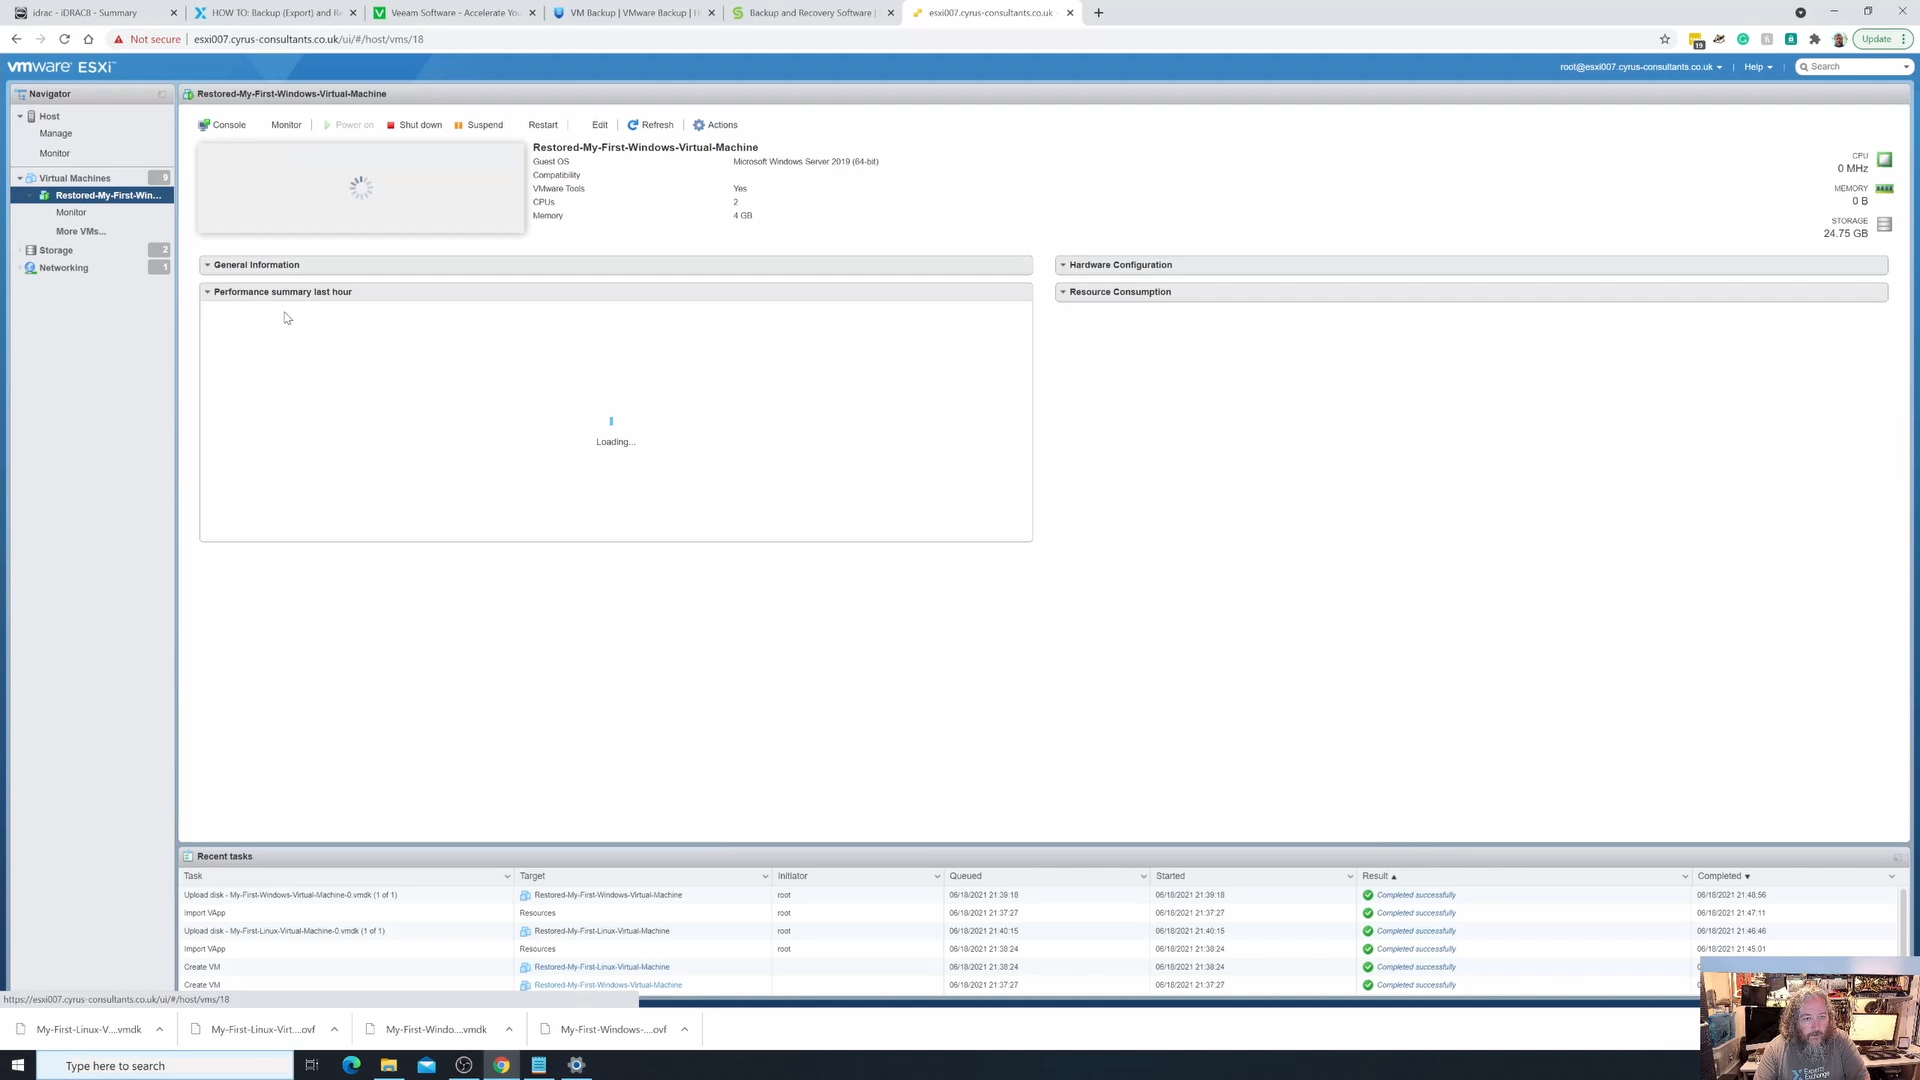 idrac - iDRAC8 - Summary
HOW TO: Backup (Export) and Re
Veeam Software - Accelerate You
VM Backup | VMware Backup | H
Backup and Recovery Software |
esxi007.cyrus-consultants.co.uk
Not secure
esxi007.cyrus-consultants.co.uk/ui/#/host/vms/18
19
Update
vmware ESXi™
root@esxi007.cyrus-consultants.co.uk
Help
Search
Navigator
Restored-My-First-Windows-Virtual-Machine
Host
Manage
Monitor
Virtual Machines 9
Restored-My-First-Win...
Monitor
More VMs...
Storage 2
Networking 1
Console
Monitor
Power on
Shut down
Suspend
Restart
Edit
Refresh
Actions
Restored-My-First-Windows-Virtual-Machine
Guest OS Microsoft Windows Server 2019 (64-bit)
Compatibility
VMware Tools Yes
CPUs 2
Memory 4 GB
CPU
0 MHz
MEMORY
0 B
STORAGE
24.75 GB
General Information
Hardware Configuration
Performance summary last hour
Resource Consumption
Loading...
Recent tasks
Task Target Initiator Queued Started Result Completed
Upload disk - My-First-Windows-Virtual-Machine-0.vmdk (1 of 1) Restored-My-First-Windows-Virtual-Machine root 06/18/2021 21:39:18 06/18/2021 21:39:18 Completed successfully 06/18/2021 21:48:56
Import VApp Resources root 06/18/2021 21:37:27 06/18/2021 21:37:27 Completed successfully 06/18/2021 21:47:11
Upload disk - My-First-Linux-Virtual-Machine-0.vmdk (1 of 1) Restored-My-First-Linux-Virtual-Machine root 06/18/2021 21:40:15 06/18/2021 21:40:15 Completed successfully 06/18/2021 21:46:46
Import VApp Resources root 06/18/2021 21:38:24 06/18/2021 21:38:24 Completed successfully 06/18/2021 21:45:01
Create VM Restored-My-First-Linux-Virtual-Machine 06/18/2021 21:38:24 06/18/2021 21:38:24 Completed successfully
Create VM Restored-My-First-Windows-Virtual-Machine 06/18/2021 21:37:27 06/18/2021 21:37:27 Completed successfully
https://esxi007.cyrus-consultants.co.uk/ui/#/host/vms/18
My-First-Linux-V....vmdk
My-First-Linux-Virt....ovf
My-First-Windo....vmdk
My-First-Windows-....ovf
Type here to search
Experts
Exchange